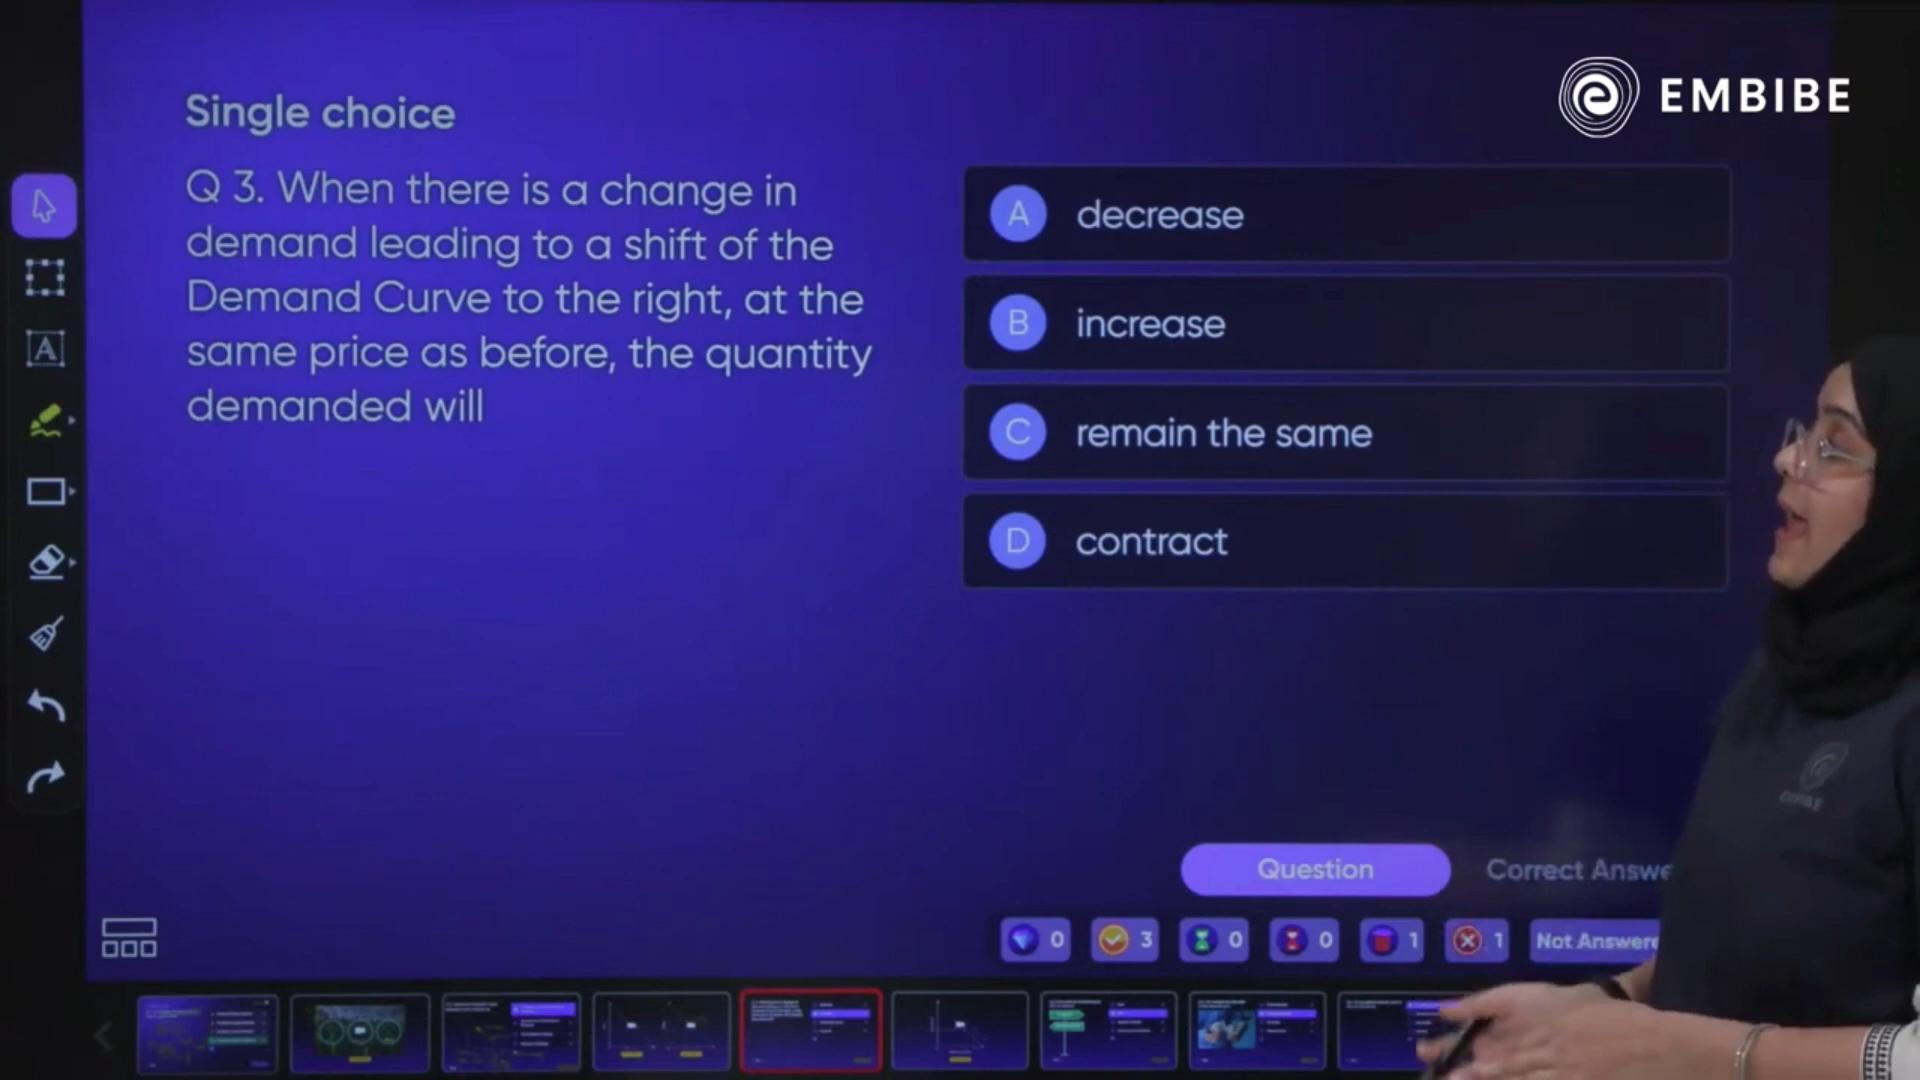 EMBIBE
Single choice
Q 3. When there is a change in
demand leading to a shift of the
Demand Curve to the right, at the
same price as before, the quantity
demanded will
A decrease
B increase
C remain the same
D contract
A
Question
Correct Answe
0
3
0
0
1
1
Not Answere